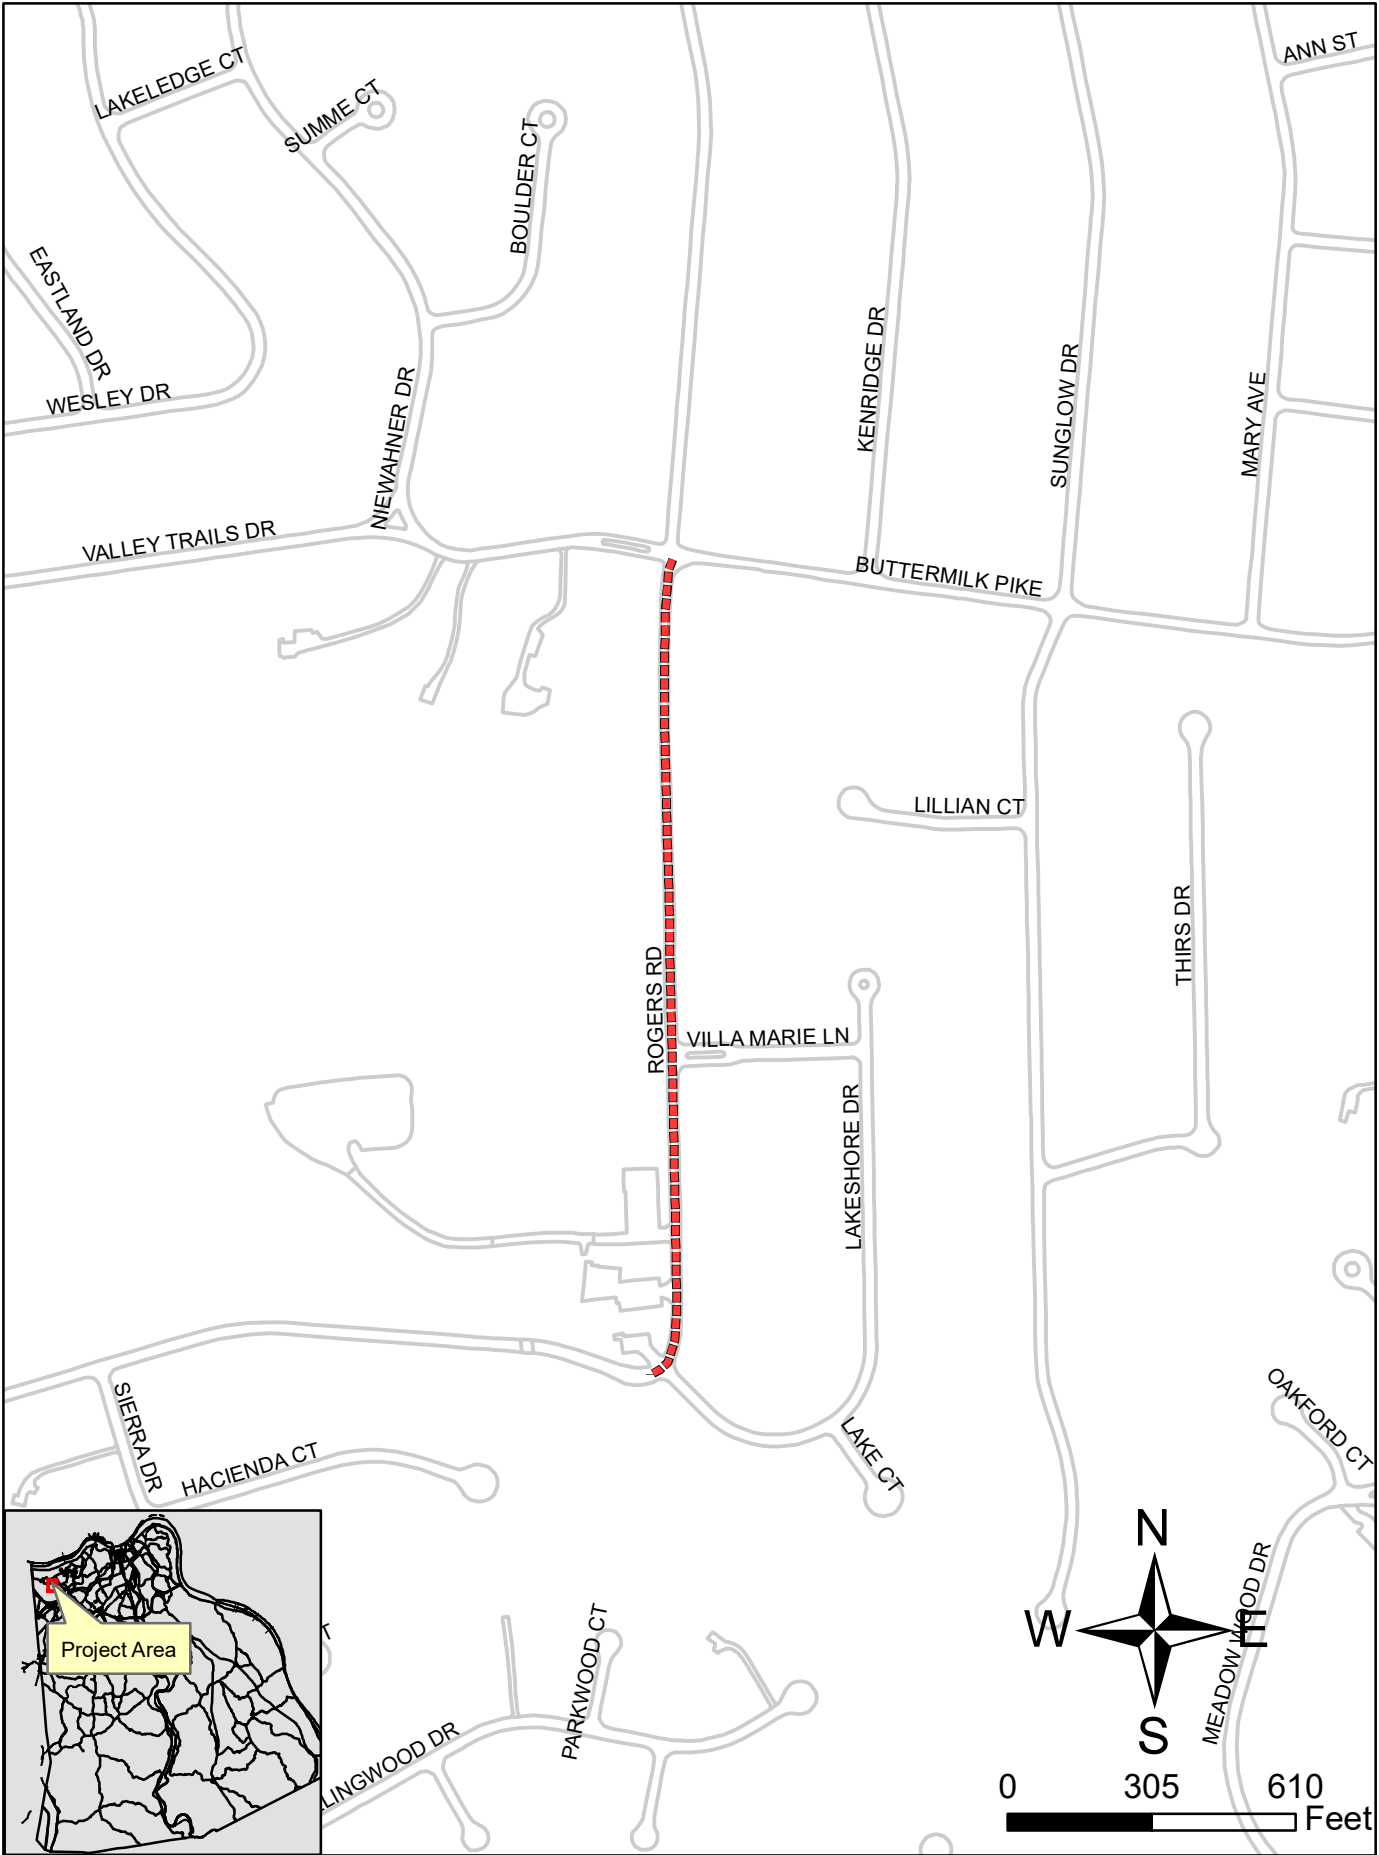 ANN ST
LAKELEDGE CT
SUMME CT
BOULDER CT
EASTLAND DR
WESLEY DR
NIEWAHNER DR
KENRIDGE DR
SUNGLOW DR
MARY AVE
VALLEY TRAILS DR
BUTTERMILK PIKE
LILLIAN CT
THIRS DR
ROGERS RD
VILLA MARIE LN
LAKESHORE DR
SIERRA DR
HACIENDA CT
LAKE CT
OAKFORD CT
MEADOW WOOD DR
N
W
E
S
Project Area
T
PARKWOOD CT
LINGWOOD DR
0 305 610
Feet